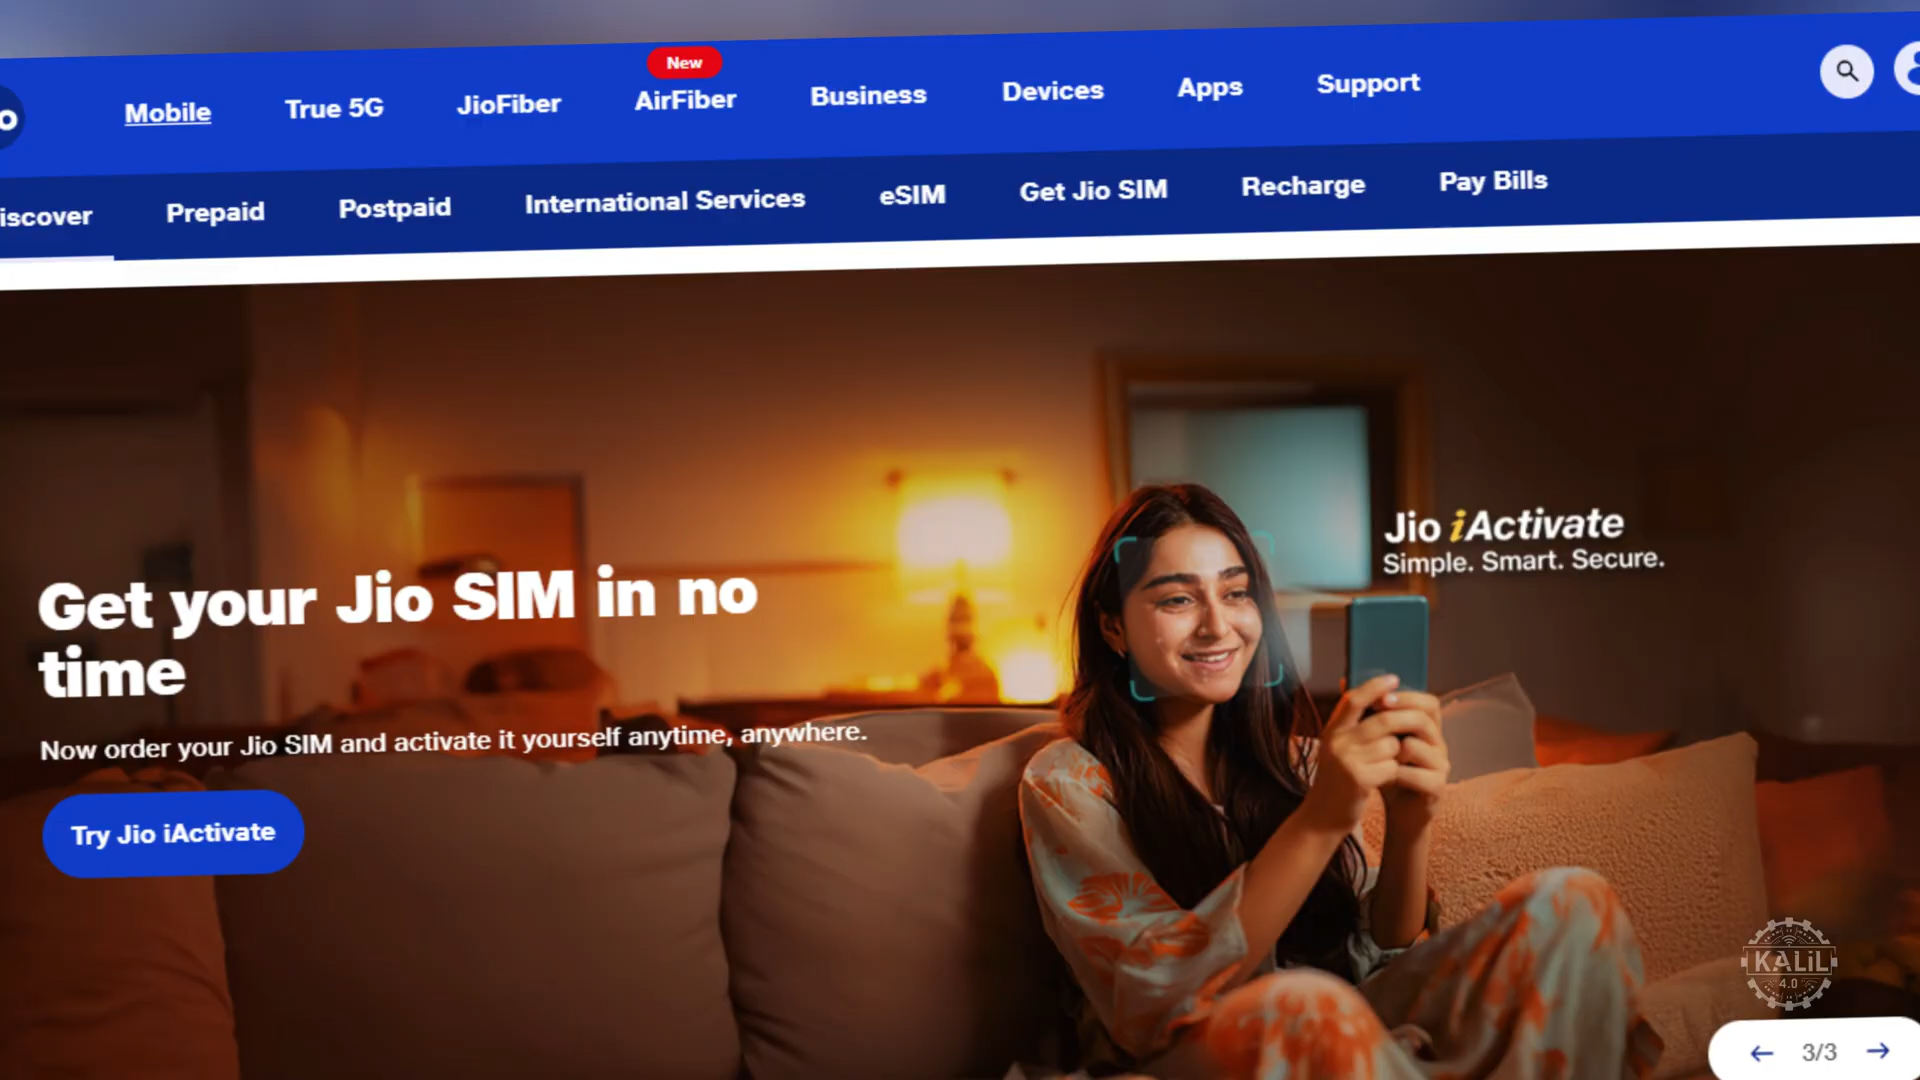 New
o
Mobile True 5G JioFiber AirFiber Business Devices Apps Support
iscover Prepaid Postpaid International Services eSIM Get Jio SIM Recharge Pay Bills
Jio iActivate
Simple. Smart. Secure.
Get your Jio SIM in no
time
Now order your Jio SIM and activate it yourself anytime, anywhere.
Try Jio iActivate
KALiL
4.0
3/3